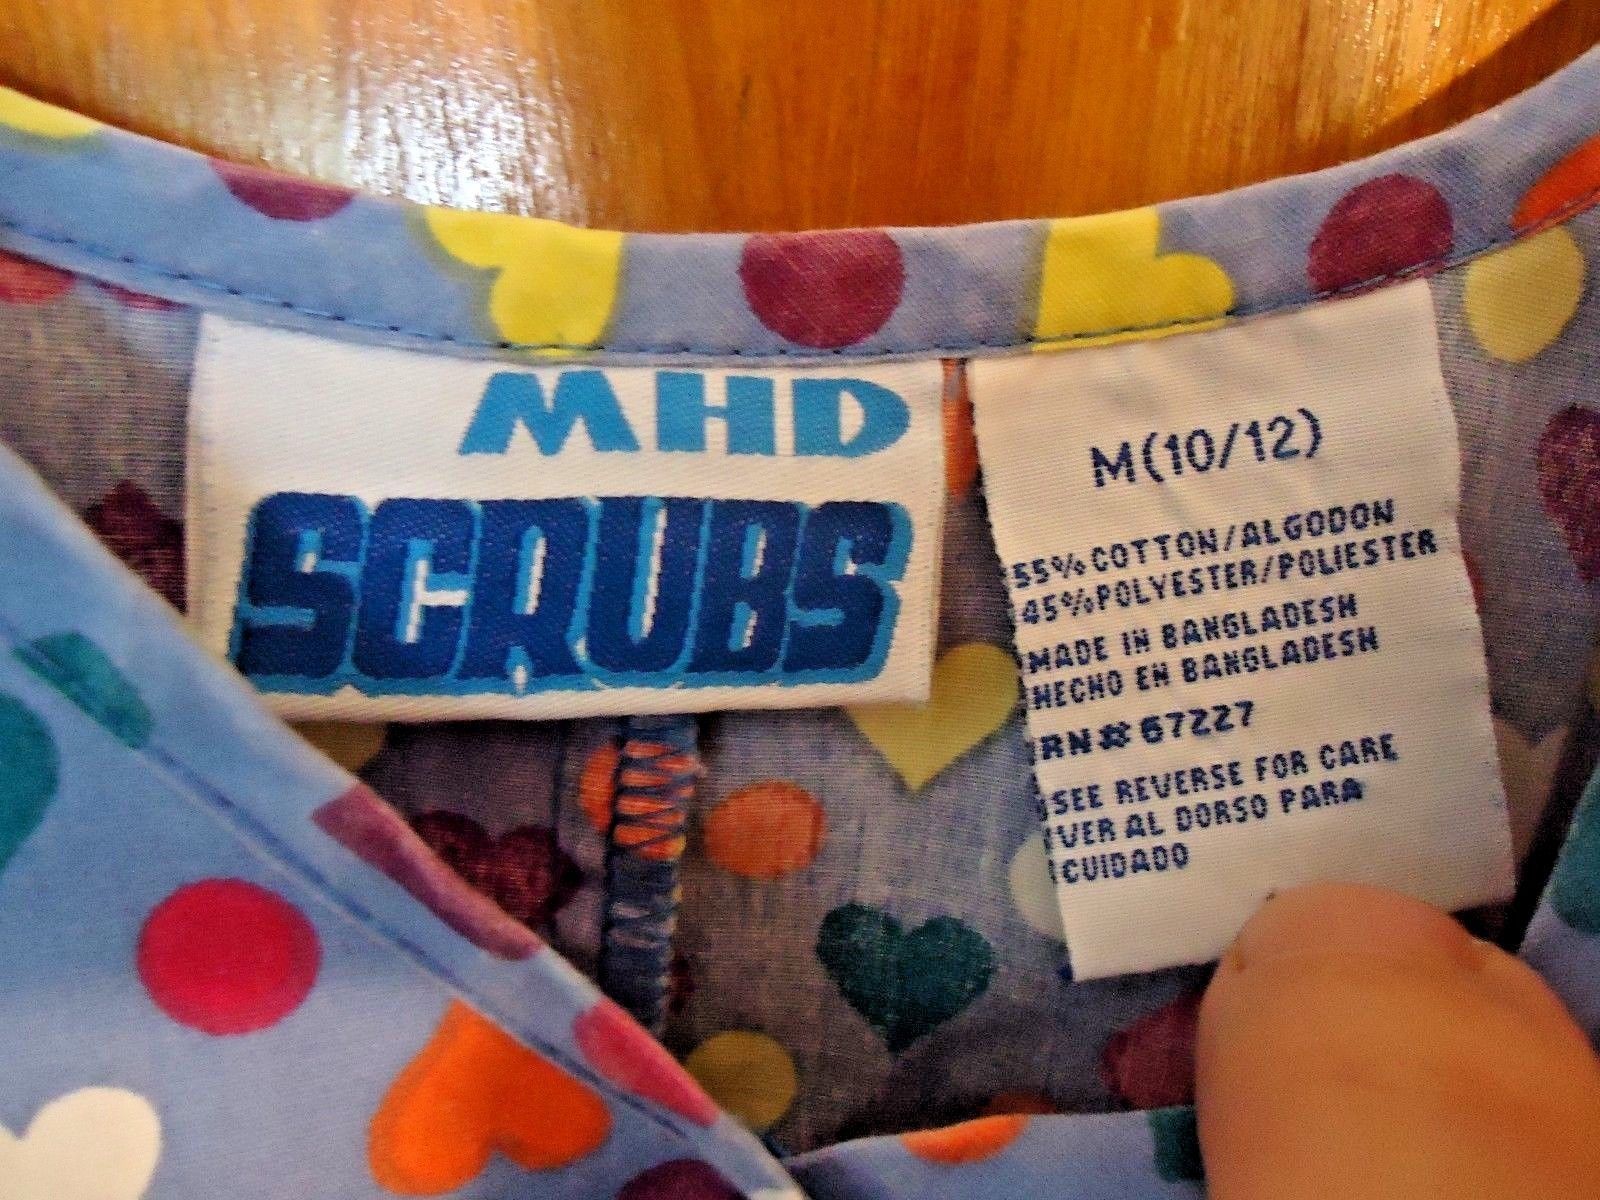 MHD
SCRUBS
M(10/12)
55% COTTON/ALGODON
45% POLYESTER/POLIESTER
MADE IN BANGLADESH
HECHO EN BANGLADESH
RN# 67227
SEE REVERSE FOR CARE
VER AL DORSO PARA
CUIDADO